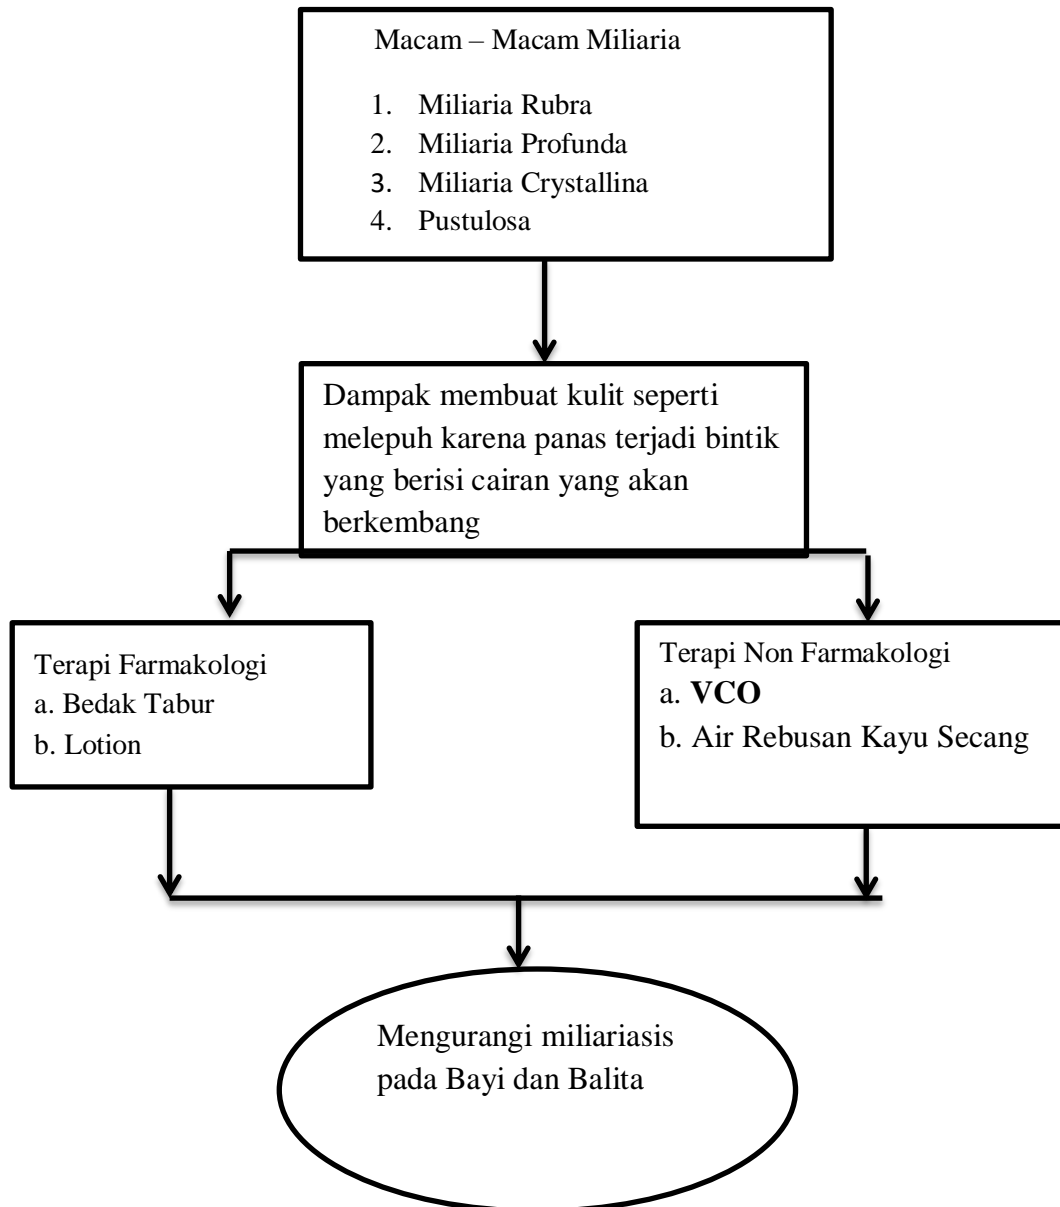 Macam – Macam Miliaria
1. Miliaria Rubra
2. Miliaria Profunda
3. Miliaria Crystallina
4. Pustulosa
Dampak membuat kulit seperti
melepuh karena panas terjadi bintik
yang berisi cairan yang akan
berkembang
Terapi Farmakologi
a. Bedak Tabur
b. Lotion
Terapi Non Farmakologi
a. VCO
b. Air Rebusan Kayu Secang
Mengurangi miliariasis
pada Bayi dan Balita